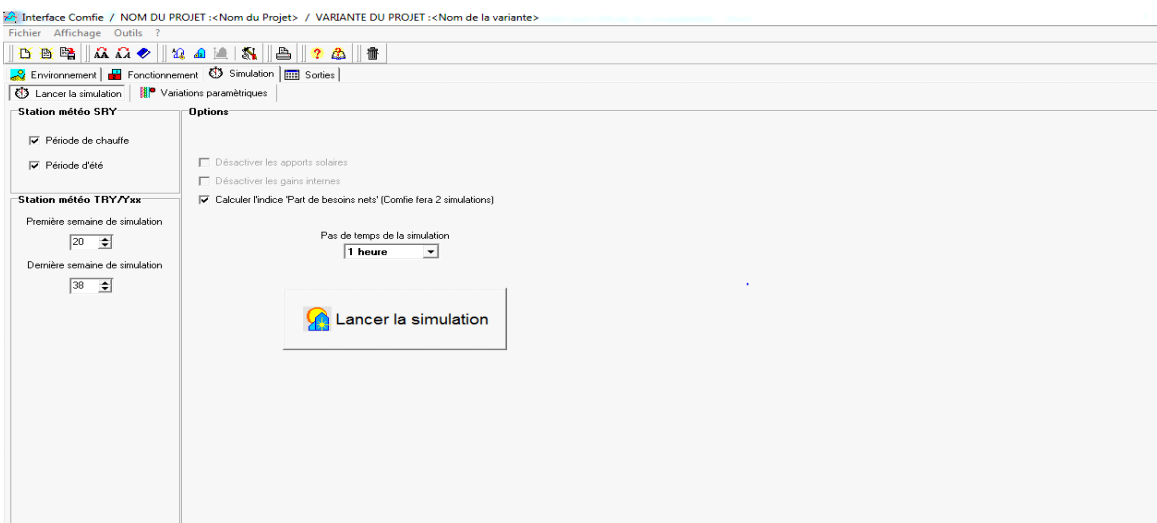 Interface Comfie / NOM DU PROJET :<Nom du Projet> / VARIANTE DU PROJET :<Nom de la variante>
Fichier Affichage Outils ?
Environnement Fonctionnement Simulation Sorties
Lancer la simulation Variations paramètriques
Station météo SRY
Période de chauffe
Période d'été
Station météo TRY/Yxx
Première semaine de simulation
20
Dernière semaine de simulation
38
Options
Désactiver les apports solaires
Désactiver les gains internes
Calculer l'indice 'Part de besoins nets' (Comfie fera 2 simulations)
Pas de temps de la simulation
1 heure
Lancer la simulation